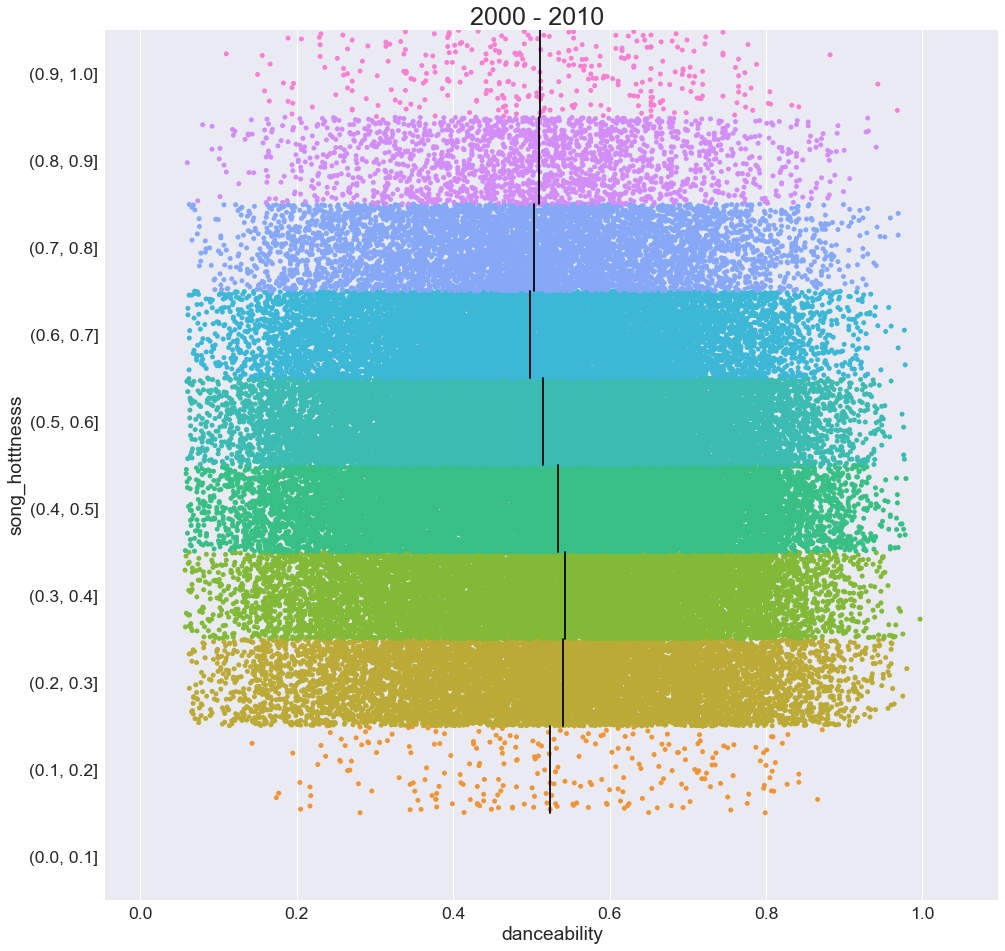 2000 - 2010
(0.9, 1.0]
(0.8, 0.9]
(0.7, 0.8]
(0.6, 0.7]
(0.5, 0.6]
(0.4, 0.5]
(0.3, 0.4]
(0.2, 0.3]
(0.1, 0.2]
(0.0, 0.1]
song_hotttnesss
0.0 0.2 0.4 0.6 0.8 1.0
danceability